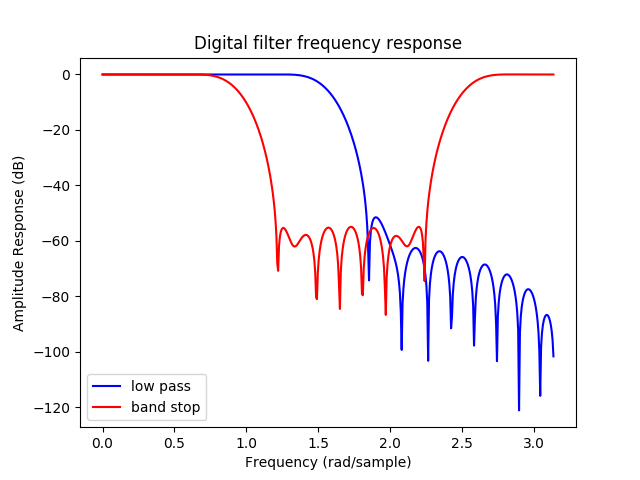 Digital filter frequency response
Amplitude Response (dB)
0
−20
−40
−60
−80
−100
−120
low pass
band stop
0.0 0.5 1.0 1.5 2.0 2.5 3.0
Frequency (rad/sample)